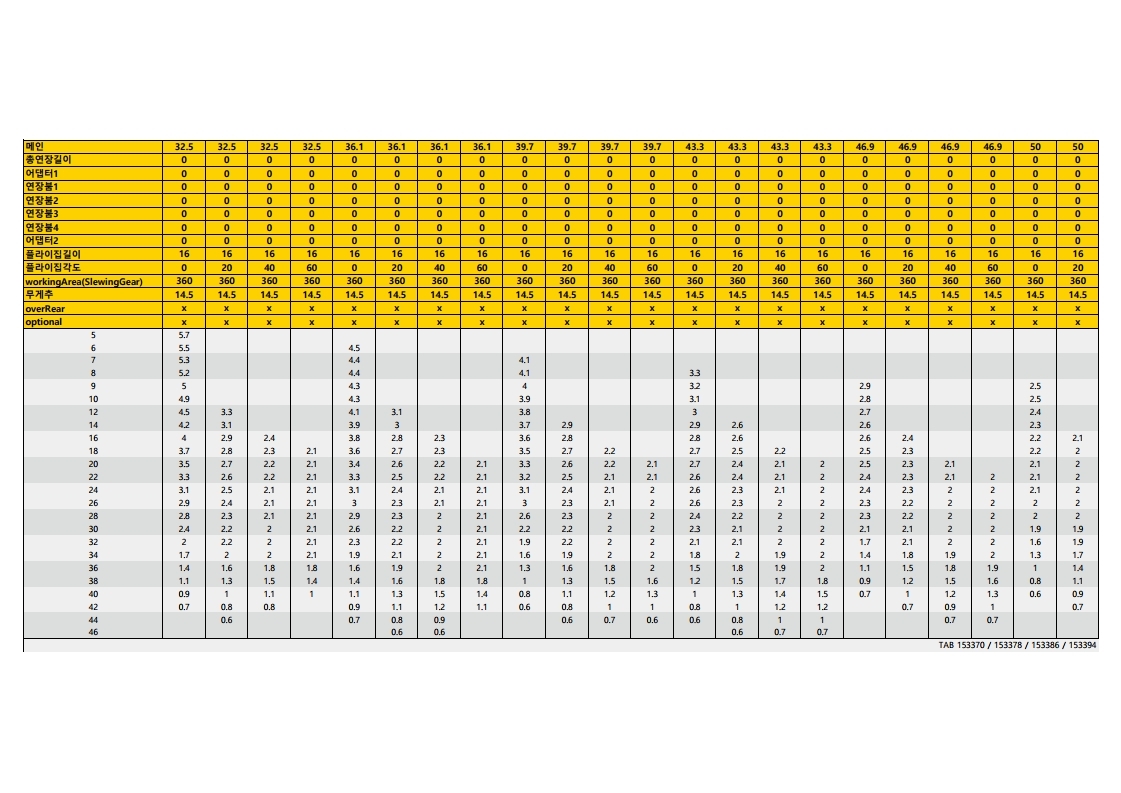 메인 32.5 32.5 32.5 32.5 36.1 36.1 36.1 36.1 39.7 39.7 39.7 39.7 43.3 43.3 43.3 43.3 46.9 46.9 46.9 46.9 50 50
총연장길이 0 0 0 0 0 0 0 0 0 0 0 0 0 0 0 0 0 0 0 0 0 0
어댑터1 0 0 0 0 0 0 0 0 0 0 0 0 0 0 0 0 0 0 0 0 0 0
연장붐1 0 0 0 0 0 0 0 0 0 0 0 0 0 0 0 0 0 0 0 0 0 0
연장붐2 0 0 0 0 0 0 0 0 0 0 0 0 0 0 0 0 0 0 0 0 0 0
연장붐3 0 0 0 0 0 0 0 0 0 0 0 0 0 0 0 0 0 0 0 0 0 0
연장붐4 0 0 0 0 0 0 0 0 0 0 0 0 0 0 0 0 0 0 0 0 0 0
어댑터2 0 0 0 0 0 0 0 0 0 0 0 0 0 0 0 0 0 0 0 0 0 0
플라이집길이 16 16 16 16 16 16 16 16 16 16 16 16 16 16 16 16 16 16 16 16 16 16
플라이집각도 0 20 40 60 0 20 40 60 0 20 40 60 0 20 40 60 0 20 40 60 0 20
workingArea(SlewingGear) 360 360 360 360 360 360 360 360 360 360 360 360 360 360 360 360 360 360 360 360 360 360
무게추 14.5 14.5 14.5 14.5 14.5 14.5 14.5 14.5 14.5 14.5 14.5 14.5 14.5 14.5 14.5 14.5 14.5 14.5 14.5 14.5 14.5 14.5
overRear x x x x x x x x x x x x x x x x x x x x x x
optional x x x x x x x x x x x x x x x x x x x x x x
5 5.7
6 5.5 4.5
7 5.3 4.4 4.1
8 5.2 4.4 4.1 3.3
9 5 4.3 4 3.2 2.9 2.5
10 4.9 4.3 3.9 3.1 2.8 2.5
12 4.5 3.3 4.1 3.1 3.8 3 2.7 2.4
14 4.2 3.1 3.9 3 3.7 2.9 2.9 2.6 2.6 2.3
16 4 2.9 2.4 3.8 2.8 2.3 3.6 2.8 2.8 2.6 2.6 2.4 2.2 2.1
18 3.7 2.8 2.3 2.1 3.6 2.7 2.3 3.5 2.7 2.2 2.7 2.5 2.2 2.5 2.3 2.2 2
20 3.5 2.7 2.2 2.1 3.4 2.6 2.2 2.1 3.3 2.6 2.2 2.1 2.7 2.4 2.1 2 2.5 2.3 2.1 2.1 2
22 3.3 2.6 2.2 2.1 3.3 2.5 2.2 2.1 3.2 2.5 2.1 2.1 2.6 2.4 2.1 2 2.4 2.3 2.1 2 2.1 2
24 3.1 2.5 2.1 2.1 3.1 2.4 2.1 2.1 3.1 2.4 2.1 2 2.6 2.3 2.1 2 2.4 2.3 2 2 2.1 2
26 2.9 2.4 2.1 2.1 3 2.3 2.1 2.1 3 2.3 2.1 2 2.6 2.3 2 2 2.3 2.2 2 2 2 2
28 2.8 2.3 2.1 2.1 2.9 2.3 2 2.1 2.6 2.3 2 2 2.4 2.2 2 2 2.3 2.2 2 2 2 2
30 2.4 2.2 2 2.1 2.6 2.2 2 2.1 2.2 2.2 2 2 2.3 2.1 2 2 2.1 2.1 2 2 1.9 1.9
32 2 2.2 2 2.1 2.3 2.2 2 2.1 1.9 2.2 2 2 2.1 2.1 2 2 1.7 2.1 2 2 1.6 1.9
34 1.7 2 2 2.1 1.9 2.1 2 2.1 1.6 1.9 2 2 1.8 2 1.9 2 1.4 1.8 1.9 2 1.3 1.7
36 1.4 1.6 1.8 1.8 1.6 1.9 2 2.1 1.3 1.6 1.8 2 1.5 1.8 1.9 2 1.1 1.5 1.8 1.9 1 1.4
38 1.1 1.3 1.5 1.4 1.4 1.6 1.8 1.8 1 1.3 1.5 1.6 1.2 1.5 1.7 1.8 0.9 1.2 1.5 1.6 0.8 1.1
40 0.9 1 1.1 1 1.1 1.3 1.5 1.4 0.8 1.1 1.2 1.3 1 1.3 1.4 1.5 0.7 1 1.2 1.3 0.6 0.9
42 0.7 0.8 0.8 0.9 1.1 1.2 1.1 0.6 0.8 1 1 0.8 1 1.2 1.2 0.7 0.9 1 0.7
44 0.6 0.7 0.8 0.9 0.6 0.7 0.6 0.6 0.8 1 1 0.7 0.7
46 0.6 0.6 0.6 0.7 0.7
TAB 153370 / 153378 / 153386 / 153394